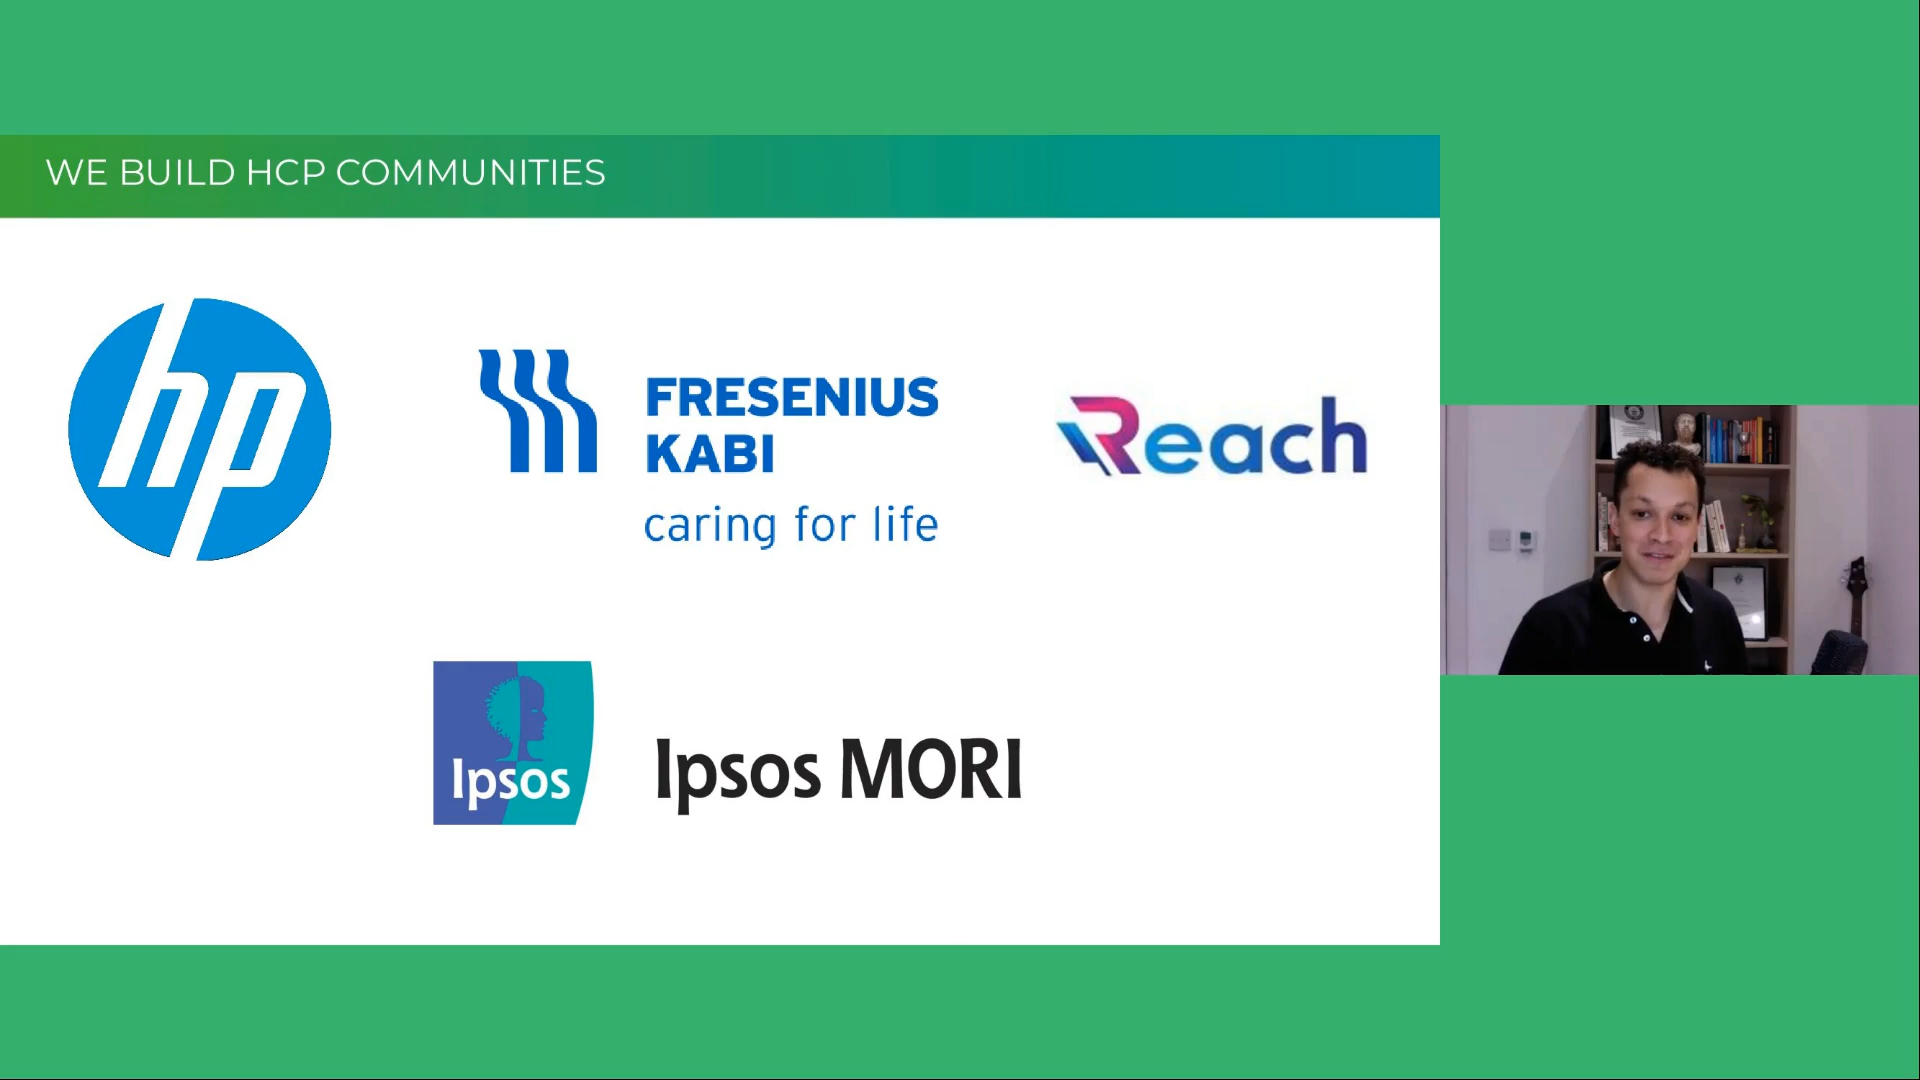 WE BUILD HCP COMMUNITIES
hp
FRESENIUS
KABI
caring for life
Reach
Ipsos
Ipsos MORI